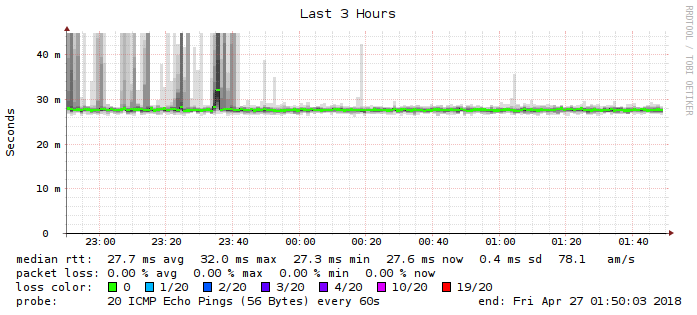 Last 3 Hours
RRDTOOL / TOBI OETIKER
Seconds
40 m
30 m
20 m
10 m
0
23:00 23:20 23:40 00:00 00:20 00:40 01:00 01:20 01:40
median rtt: 27.7 ms avg 32.0 ms max 27.3 ms min 27.6 ms now 0.4 ms sd 78.1 am/s
packet loss: 0.00 % avg 0.00 % max 0.00 % min 0.00 % now
loss color: 0 1/20 2/20 3/20 4/20 10/20 19/20
probe: 20 ICMP Echo Pings (56 Bytes) every 60s end: Fri Apr 27 01:50:03 2018